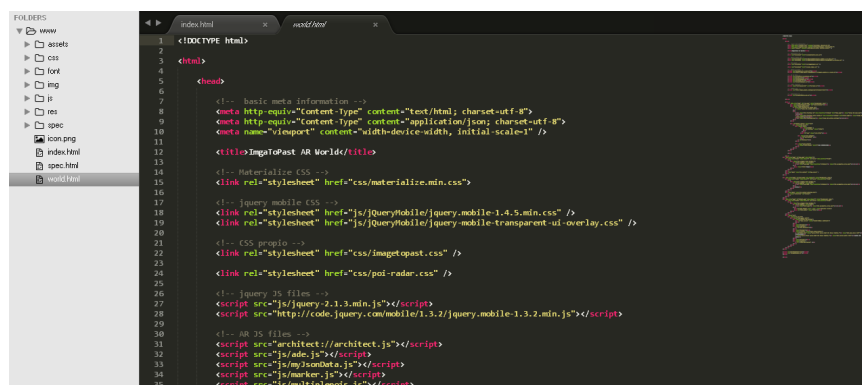 FOLDERS
www
assets
css
font
img
js
res
spec
icon.png
index.html
spec.html
world.html
index.html × world.html ×
1 <!DOCTYPE html>
2
3 <html>
4
5 <head>
6
7 <!-- basic meta information -->
8 <meta http-equiv="Content-Type" content="text/html; charset=utf-8">
9 <meta http-equiv="Content-Type" content="application/json; charset=utf-8">
10 <meta name="viewport" content="width=device-width, initial-scale=1" />
11
12 <title>ImgaToPast AR World</title>
13
14 <!-- Materialize CSS -->
15 <link rel="stylesheet" href="css/materialize.min.css">
16
17 <!-- jquery mobile CSS -->
18 <link rel="stylesheet" href="js/jQueryMobile/jquery.mobile-1.4.5.min.css" />
19 <link rel="stylesheet" href="js/jQueryMobile/jquery-mobile-transparent-ui-overlay.css" />
20
21 <!-- CSS propio -->
22 <link rel="stylesheet" href="css/imagetopast.css" />
23
24 <link rel="stylesheet" href="css/poi-radar.css" />
25
26 <!-- jquery JS files -->
27 <script src="js/jquery-2.1.3.min.js"></script>
28 <script src="http://code.jquery.com/mobile/1.3.2/jquery.mobile-1.3.2.min.js"></script>
29
30 <!-- AR JS files -->
31 <script src="architect://architect.js"></script>
32 <script src="js/ade.js"></script>
33 <script src="js/myJsonData.js"></script>
34 <script src="js/marker.js"></script>
35 <script src="js/multiplepois.js"></script>